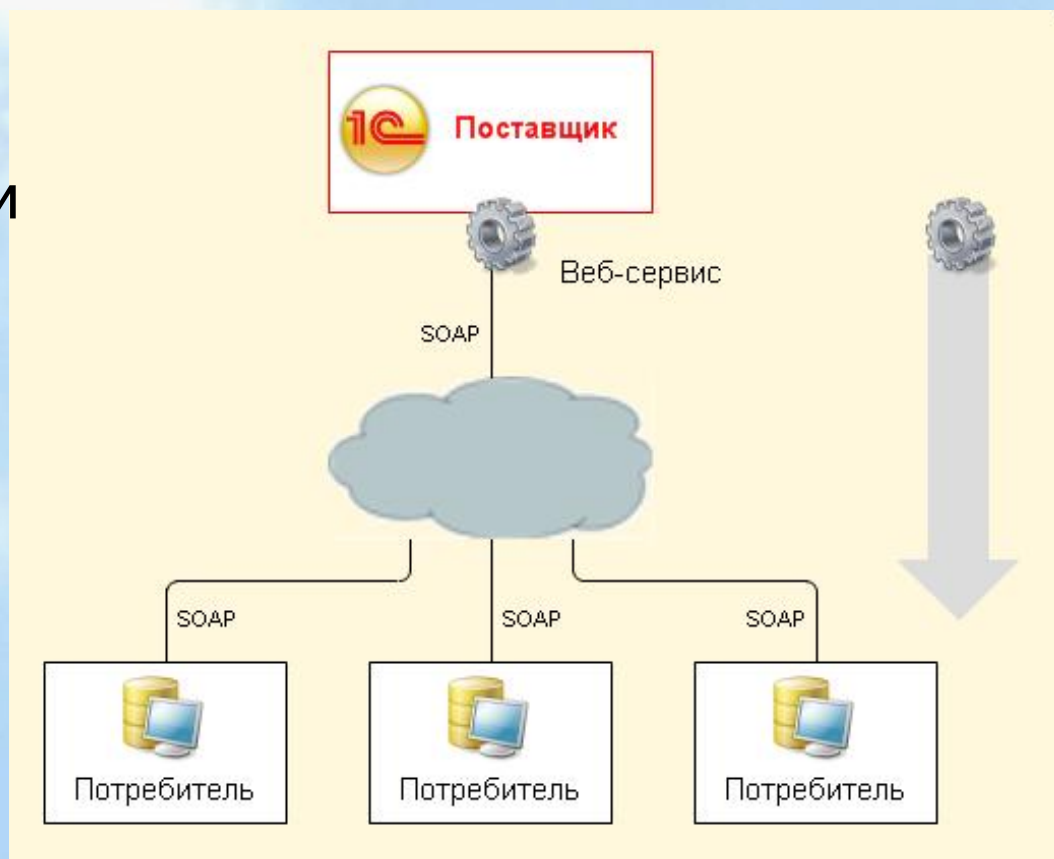 1С Поставщик
и
Веб-сервис
SOAP
SOAP SOAP SOAP
Потребитель Потребитель Потребитель